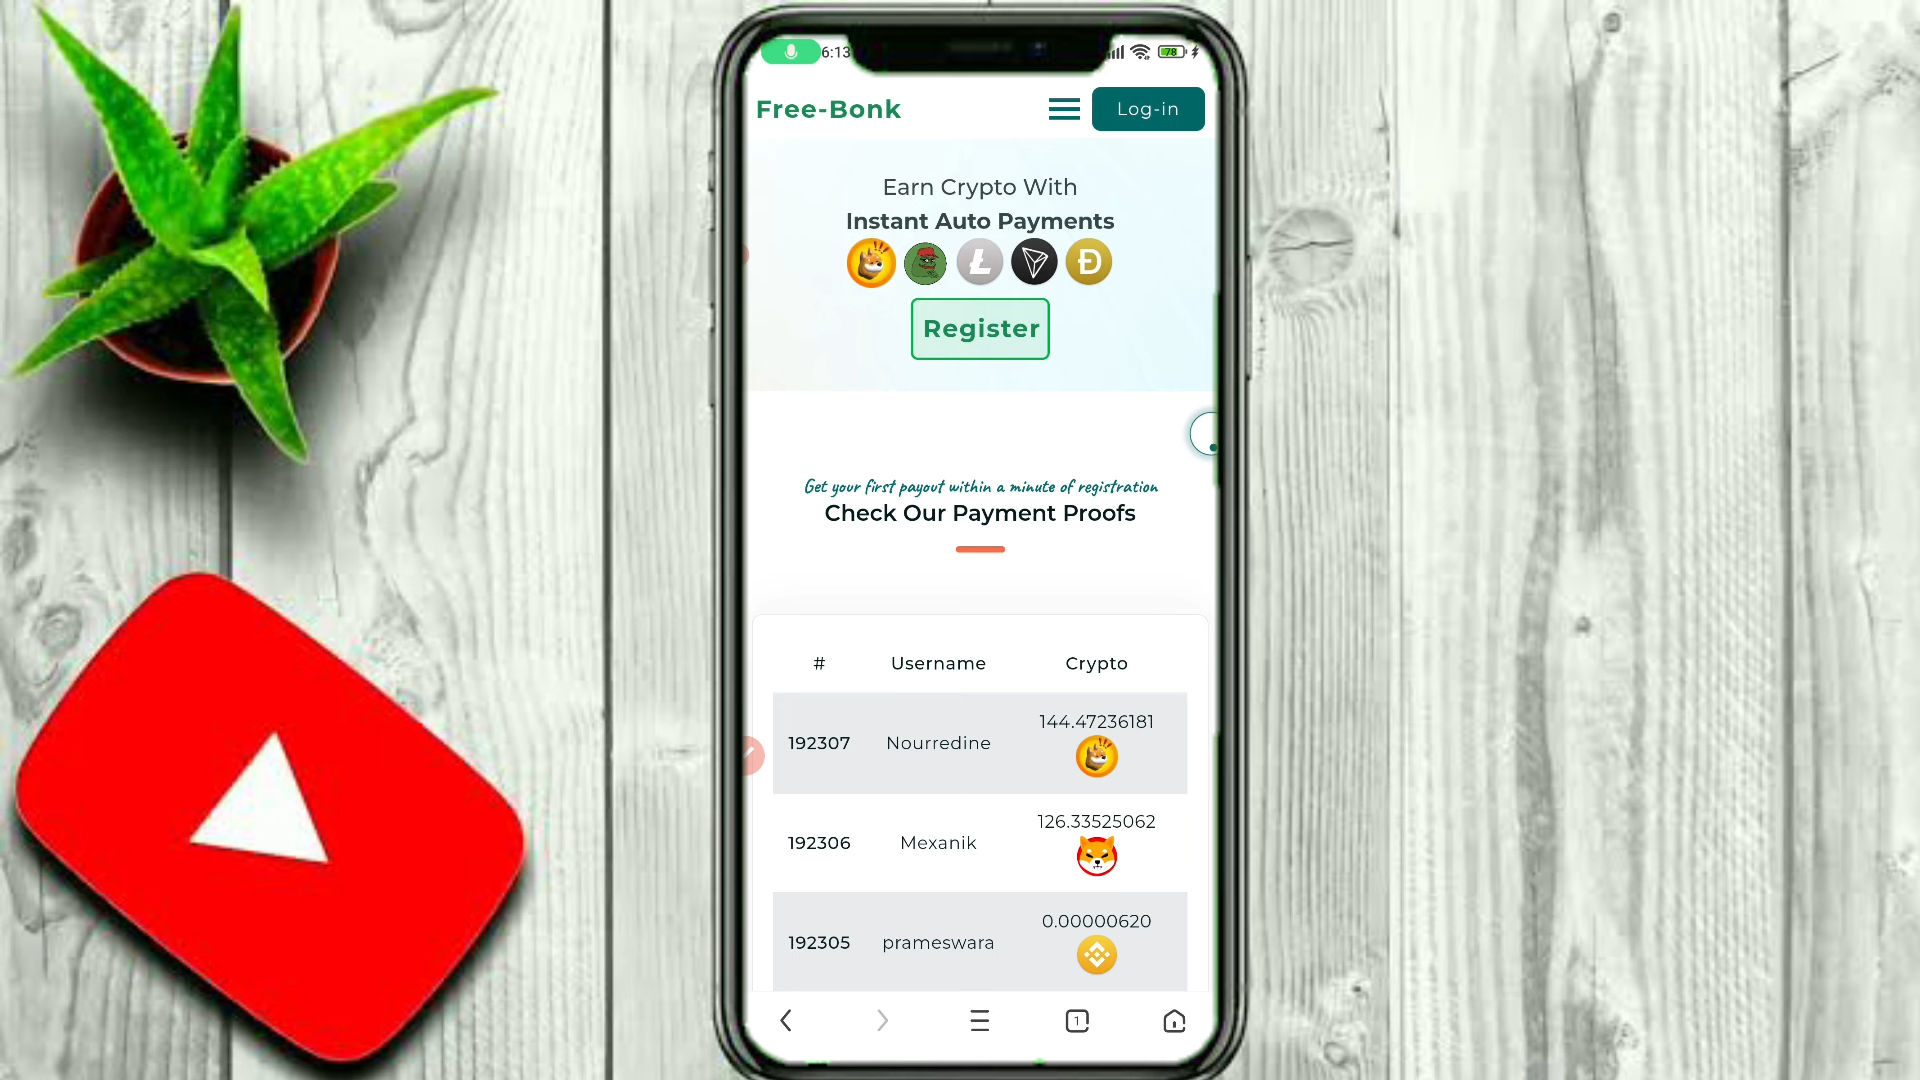 6:13
78
Free-Bonk
Log-in
Earn Crypto With
Instant Auto Payments
Register
Get your first payout within a minute of registration
Check Our Payment Proofs
# Username Crypto
192307 Nourredine 144.47236181
192306 Mexanik 126.33525062
192305 prameswara 0.00000620
1